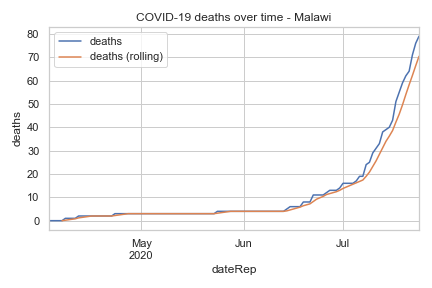 COVID-19 deaths over time - Malawi
deaths
deaths (rolling)
80
70
60
50
40
30
20
10
0
deaths
May
2020
Jun
Jul
dateRep